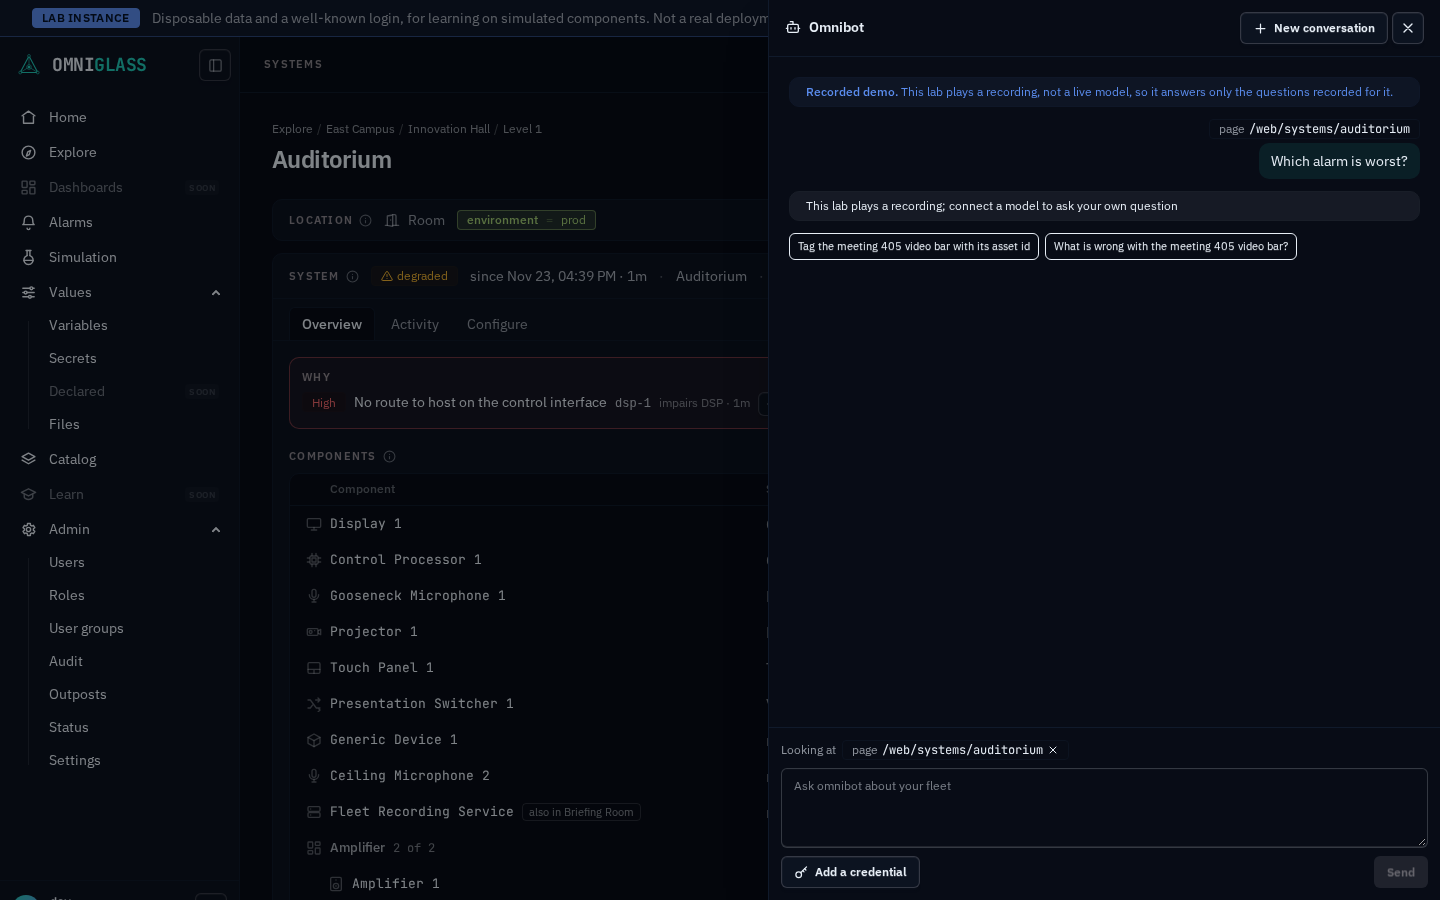 LAB INSTANCE Disposable data and a well-known login, for learning on simulated components. Not a real deploym
OMNIGLASS
Home
Explore
Dashboards SOON
Alarms
Simulation
Values
Variables
Secrets
Declared SOON
Files
Catalog
Learn SOON
Admin
Users
Roles
User groups
Audit
Outposts
Status
Settings
SYSTEMS
Explore / East Campus / Innovation Hall / Level 1
Auditorium
LOCATION Room environment = prod
SYSTEM degraded since Nov 23, 04:39 PM · 1m · Auditorium ·
Overview Activity Configure
WHY
High No route to host on the control interface dsp-1 impairs DSP · 1m
COMPONENTS
Component
Display 1
Control Processor 1
Gooseneck Microphone 1
Projector 1
Touch Panel 1
Presentation Switcher 1
Generic Device 1
Ceiling Microphone 2
Fleet Recording Service also in Briefing Room
Amplifier 2 of 2
Amplifier 1
Omnibot
New conversation
Recorded demo. This lab plays a recording, not a live model, so it answers only the questions recorded for it.
page /web/systems/auditorium
Which alarm is worst?
This lab plays a recording; connect a model to ask your own question
Tag the meeting 405 video bar with its asset id
What is wrong with the meeting 405 video bar?
Looking at page /web/systems/auditorium
Ask omnibot about your fleet
Add a credential
Send